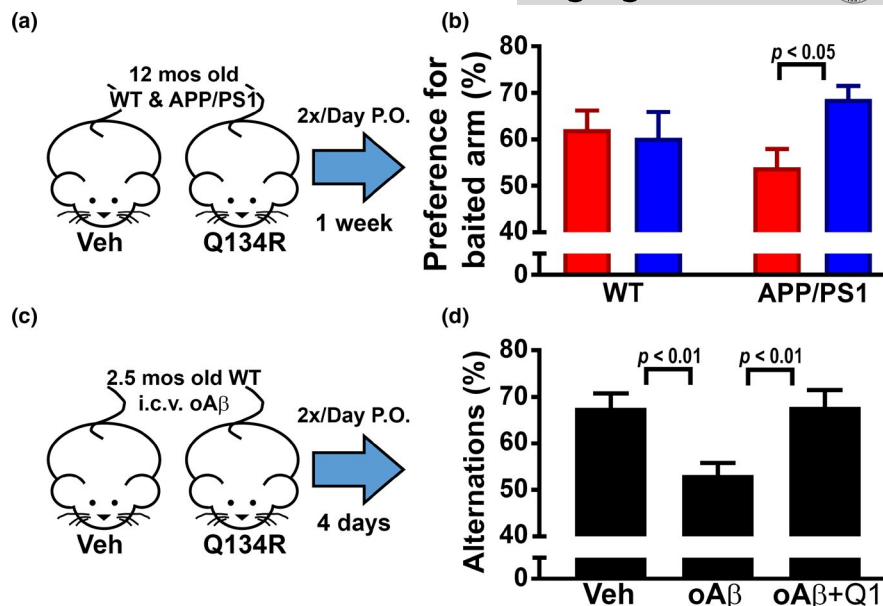 (a)
12 mos old
WT & APP/PS1
Veh
Q134R
2x/Day P.O.
1 week
(b)
Preference for
baited arm (%)
80
70
60
50
40
0
p < 0.05
WT
APP/PS1
(c)
2.5 mos old WT
i.c.v. oAβ
Veh
Q134R
2x/Day P.O.
4 days
(d)
Alternations (%)
80
70
60
50
40
0
p < 0.01
p < 0.01
Veh
oAβ
oAβ+Q1